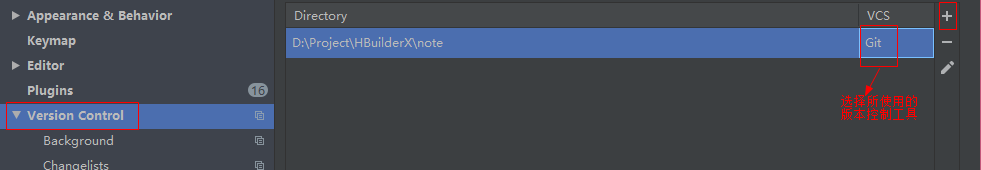 Appearance & Behavior
Keymap
Editor
Plugins
16
Version Control
Background
Changelists
Directory
VCS
D:\Project\HBuilderX\note
Git
选择所使用的
版本控制工具